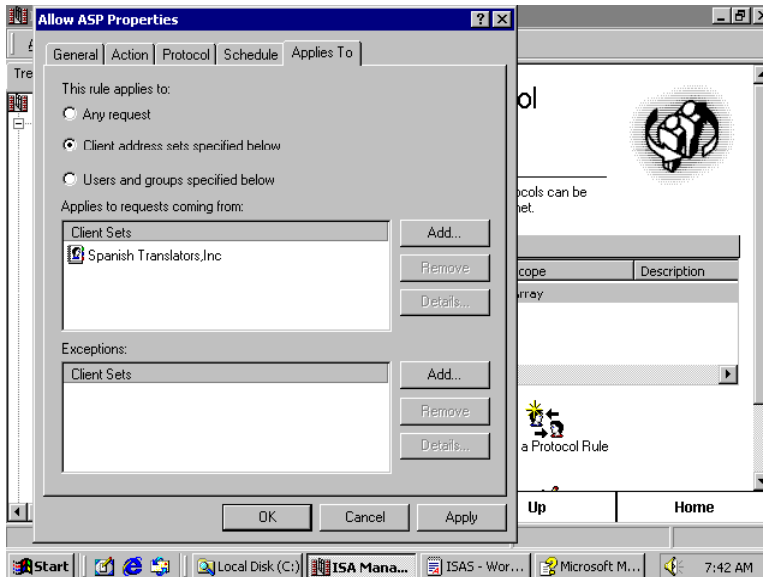 Allow ASP Properties
General
Action
Protocol
Schedule
Applies To
This rule applies to:
Any request
Client address sets specified below
Users and groups specified below
Applies to requests coming from:
Client Sets
Spanish Translators,Inc
Add...
Remove
Details...
Exceptions:
Client Sets
Add...
Remove
Details...
OK
Cancel
Apply
Tre
ol
ocols can be
net.
cope
Description
rray
a Protocol Rule
Up
Home
Start
Local Disk (C:)
ISA Mana...
ISAS - Wor...
Microsoft M...
7:42 AM